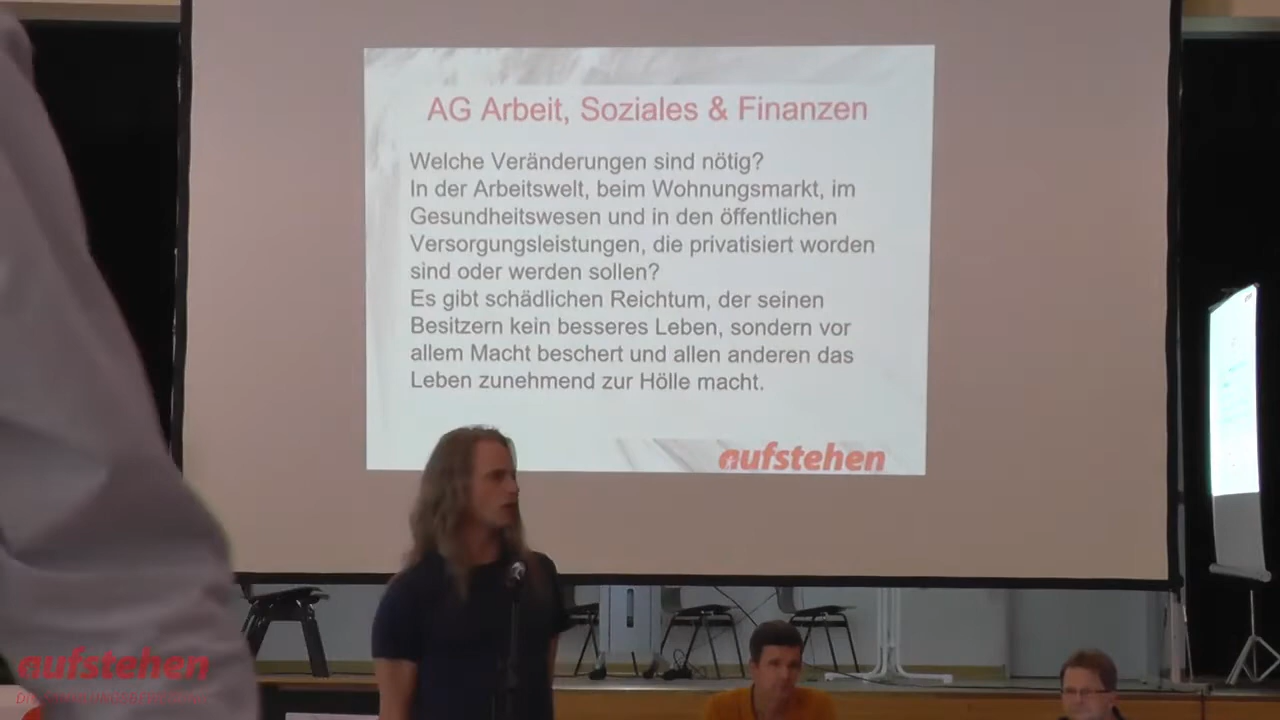 AG Arbeit, Soziales & Finanzen
Welche Veränderungen sind nötig?
In der Arbeitswelt, beim Wohnungsmarkt, im
Gesundheitswesen und in den öffentlichen
Versorgungsleistungen, die privatisiert worden
sind oder werden sollen?
Es gibt schädlichen Reichtum, der seinen
Besitzern kein besseres Leben, sondern vor
allem Macht beschert und allen anderen das
Leben zunehmend zur Hölle macht.
aufstehen
aufstehen